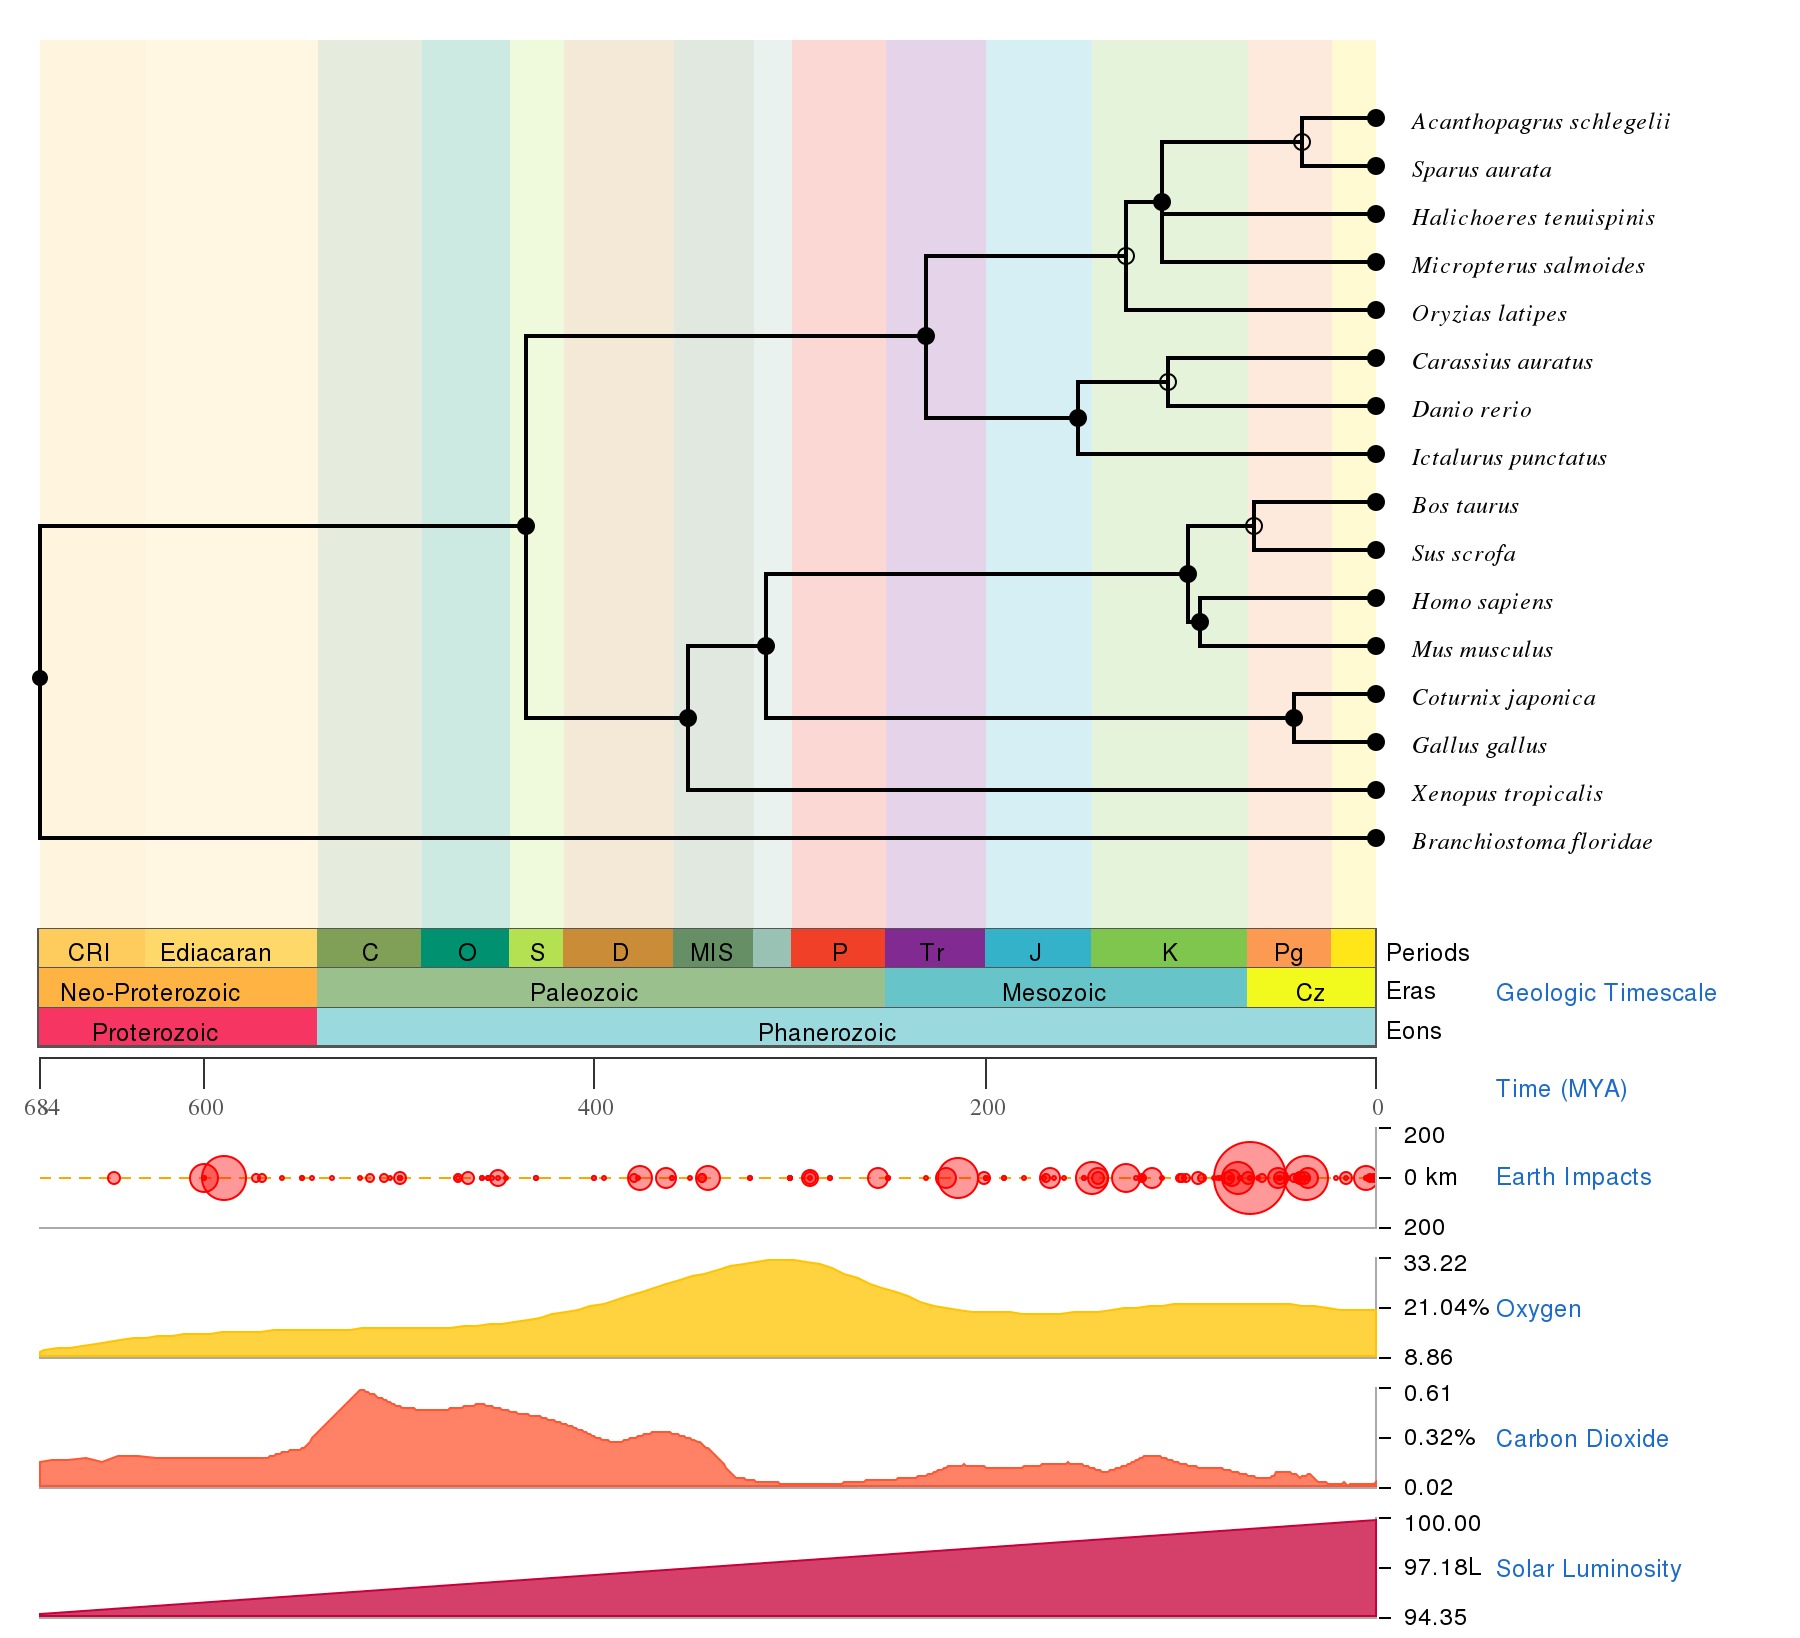 Acanthopagrus schlegelii
Sparus aurata
Halichoeres tenuispinis
Micropterus salmoides
Oryzias latipes
Carassius auratus
Danio rerio
Ictalurus punctatus
Bos taurus
Sus scrofa
Homo sapiens
Mus musculus
Coturnix japonica
Gallus gallus
Xenopus tropicalis
Branchiostoma floridae
CRI Ediacaran C O S D MIS P Tr J K Pg Periods
Neo-Proterozoic Paleozoic Mesozoic Cz Eras Geologic Timescale
Proterozoic Phanerozoic Eons
Time (MYA)
684 600 400 200 0
200
0 km Earth Impacts
200
33.22
21.04% Oxygen
8.86
0.61
0.32% Carbon Dioxide
0.02
100.00
97.18L Solar Luminosity
94.35